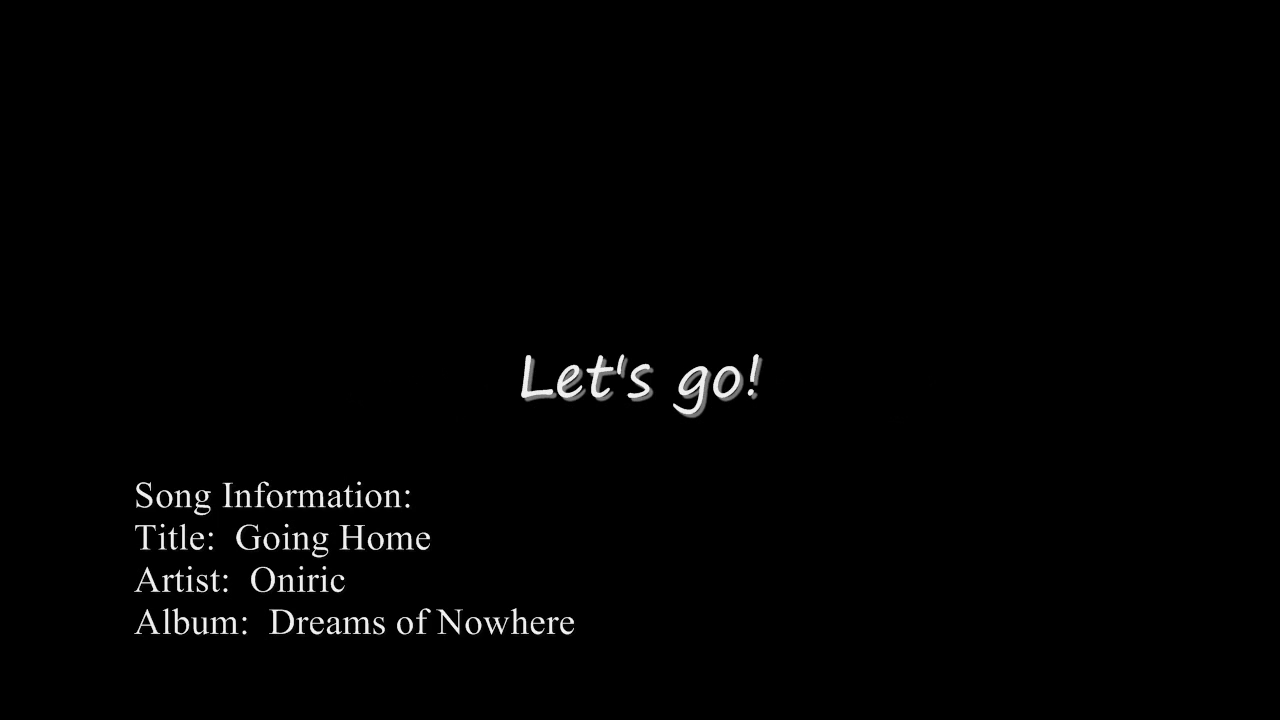 Let's go!
Song Information:
Title:  Going Home
Artist:  Oniric
Album:  Dreams of Nowhere